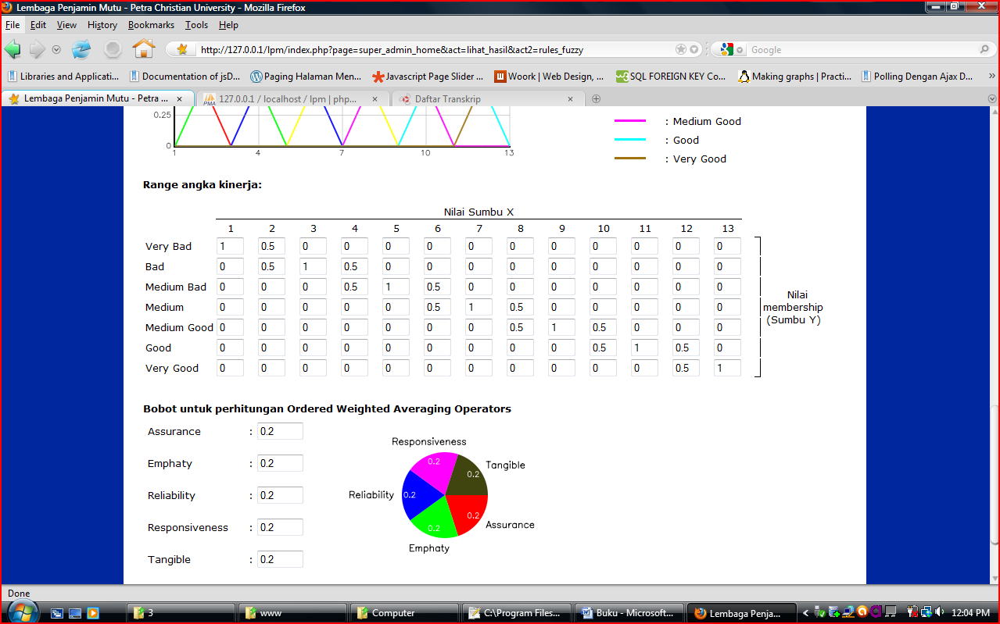 Lembaga Penjamin Mutu - Petra Christian University - Mozilla Firefox
File Edit View History Bookmarks Tools Help
http://127.0.0.1/lpm/index.php?page=super_admin_home&act=lihat_hasil&act2=rules_fuzzy
Google
Libraries and Applicati... Documentation of jsD... Paging Halaman Men... Javascript Page Slider ... Woork | Web Design, ... SQL FOREIGN KEY Co... Making graphs | Practi... Polling Dengan Ajax D... »
Lembaga Penjamin Mutu - Petra ... PMA 127.0.0.1 / localhost / lpm | php... Daftar Transkrip
0.25
0
1 4 7 10 13
: Medium Good
: Good
: Very Good
Range angka kinerja:
Nilai Sumbu X
1 2 3 4 5 6 7 8 9 10 11 12 13
Very Bad 1 0.5 0 0 0 0 0 0 0 0 0 0 0
Bad 0 0.5 1 0.5 0 0 0 0 0 0 0 0 0
Medium Bad 0 0 0 0.5 1 0.5 0 0 0 0 0 0 0
Medium 0 0 0 0 0 0.5 1 0.5 0 0 0 0 0
Medium Good 0 0 0 0 0 0 0 0.5 1 0.5 0 0 0
Good 0 0 0 0 0 0 0 0 0 0.5 1 0.5 0
Very Good 0 0 0 0 0 0 0 0 0 0 0 0.5 1
Nilai
membership
(Sumbu Y)
Bobot untuk perhitungan Ordered Weighted Averaging Operators
Assurance : 0.2
Emphaty : 0.2
Reliability : 0.2
Responsiveness : 0.2
Tangible : 0.2
Responsiveness
0.2
Tangible
0.2
Reliability 0.2
0.2
Assurance
0.2
Emphaty
Done
3 www Computer C:\Program Files... Buku - Microsoft... Lembaga Penja... 12:04 PM